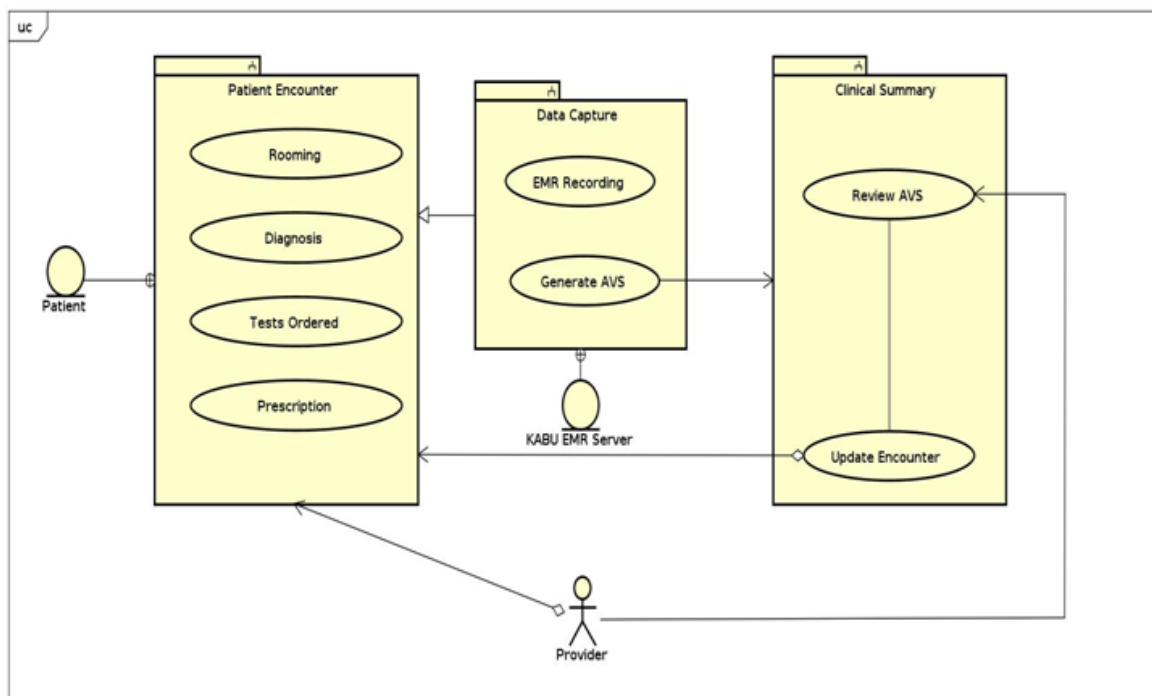 uc
Patient Encounter
Rooming
Diagnosis
Tests Ordered
Prescription
Patient
Data Capture
EMR Recording
Generate AVS
KABU EMR Server
Clinical Summary
Review AVS
Update Encounter
Provider